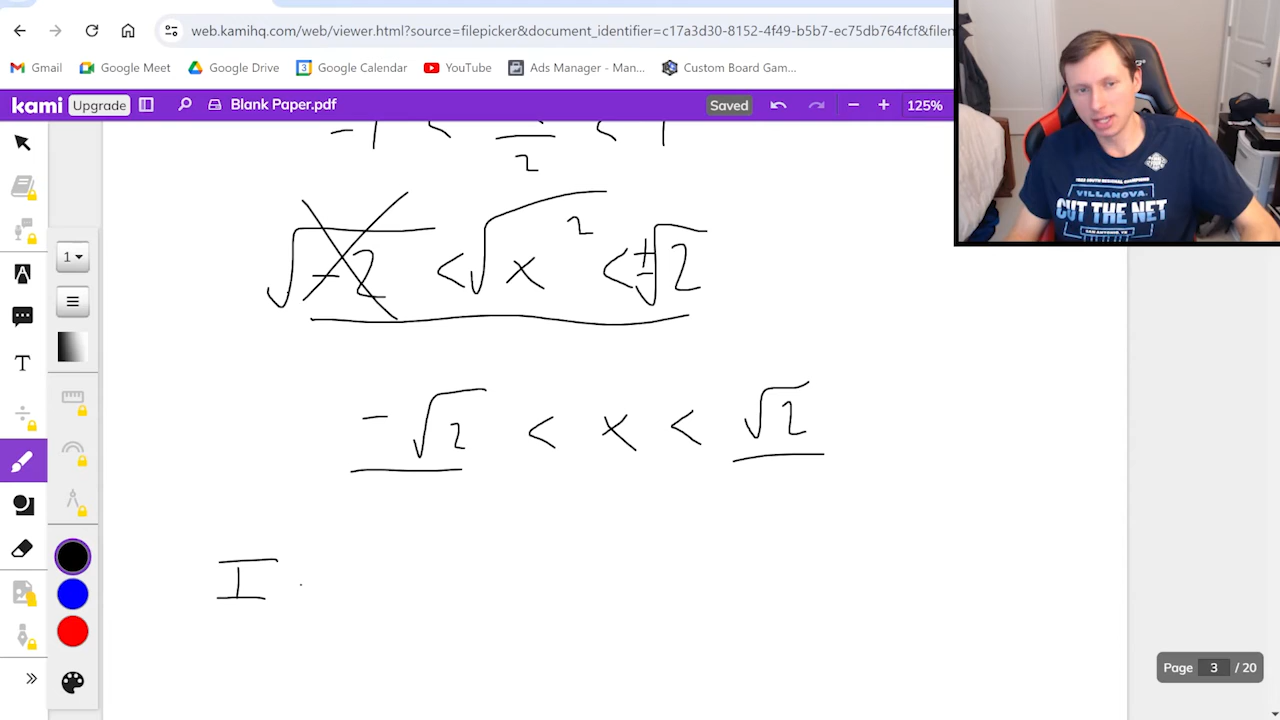 web.kamihq.com/web/viewer.html?source=filepicker&document_identifier=c17a3d30-8152-4f49-b5b7-ec75db764fcf&filen
Gmail Google Meet Google Drive Google Calendar YouTube Ads Manager - Man... Custom Board Gam...
kami Upgrade Blank Paper.pdf Saved 125%
2
√-2 < √x² < ±√2
-√2 < x < √2
I
1
T
VILLANOVA
CUT THE NET
Page 3 / 20